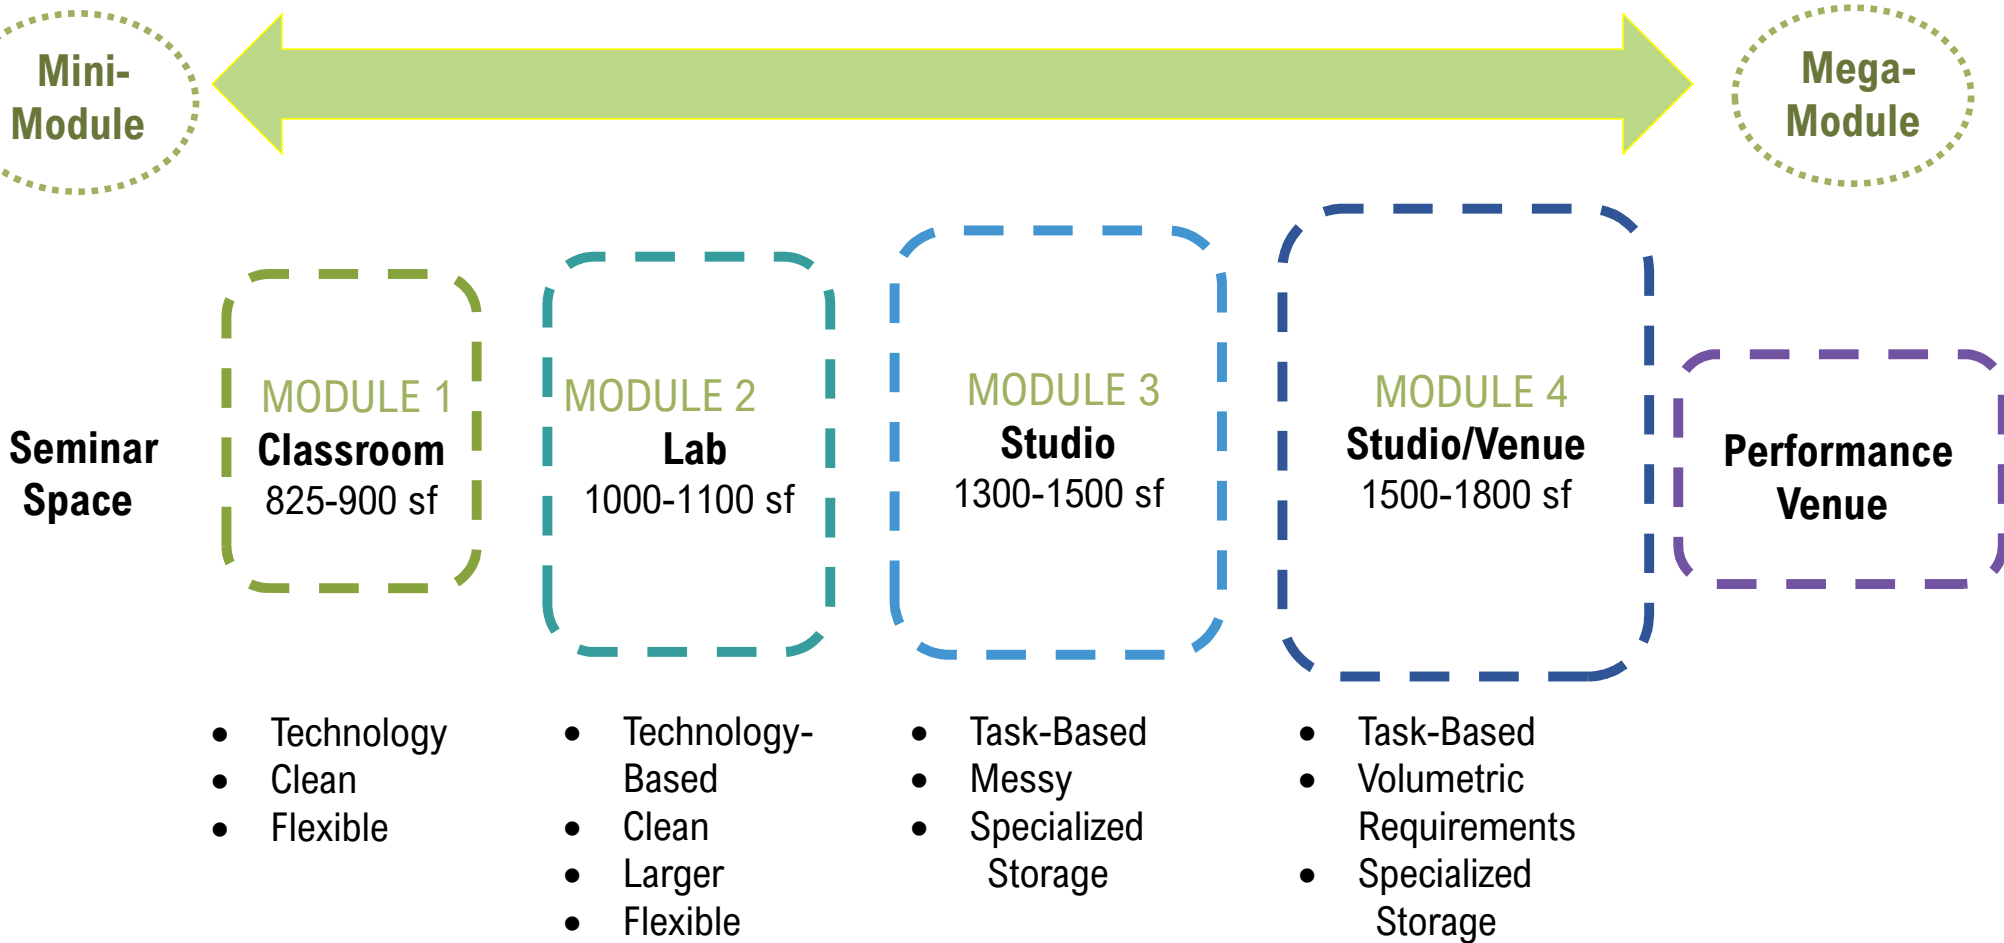 Mini-
Module
Mega-
Module
Seminar
Space
MODULE 1
Classroom
825-900 sf
MODULE 2
Lab
1000-1100 sf
MODULE 3
Studio
1300-1500 sf
MODULE 4
Studio/Venue
1500-1800 sf
Performance
Venue
• Technology
• Clean
• Flexible
• Technology-
Based
• Clean
• Larger
• Flexible
• Task-Based
• Messy
• Specialized
Storage
• Task-Based
• Volumetric
Requirements
• Specialized
Storage